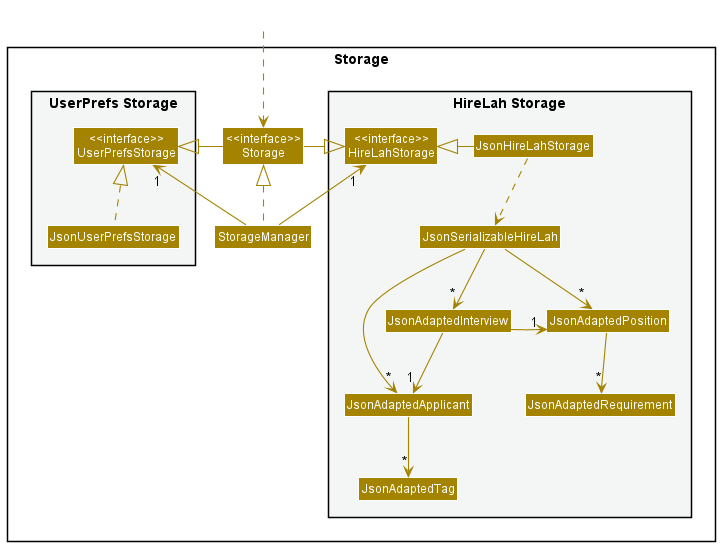 Storage
UserPrefs Storage
HireLah Storage
<<interface>>
UserPrefsStorage
<<interface>>
Storage
<<interface>>
HireLahStorage
JsonHireLahStorage
1
1
JsonUserPrefsStorage
StorageManager
JsonSerializableHireLah
*
*
JsonAdaptedInterview
1
JsonAdaptedPosition
*
1
*
JsonAdaptedApplicant
JsonAdaptedRequirement
*
JsonAdaptedTag